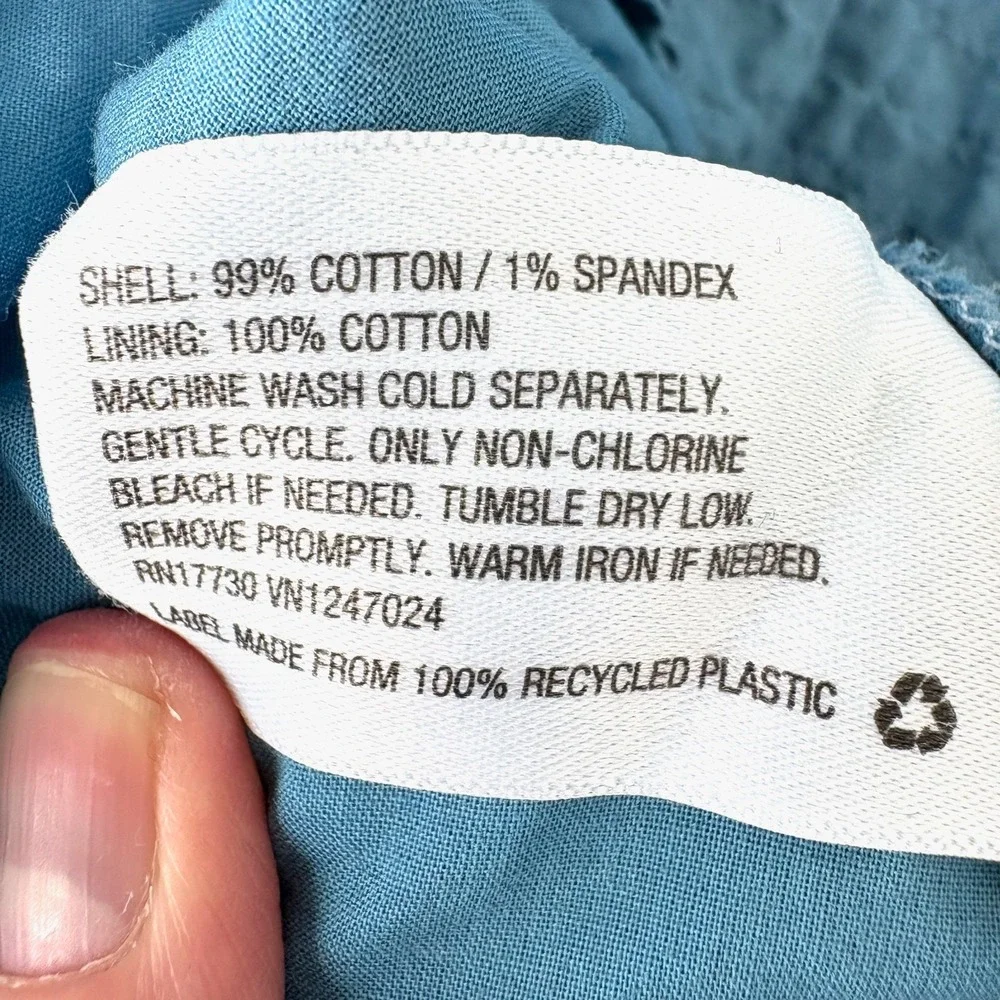 SHELL: 99% COTTON / 1% SPANDEX
LINING: 100% COTTON
MACHINE WASH COLD SEPARATELY.
GENTLE CYCLE. ONLY NON-CHLORINE
BLEACH IF NEEDED. TUMBLE DRY LOW.
REMOVE PROMPTLY. WARM IRON IF NEEDED.
RN17730 VN1247024
LABEL MADE FROM 100% RECYCLED PLASTIC